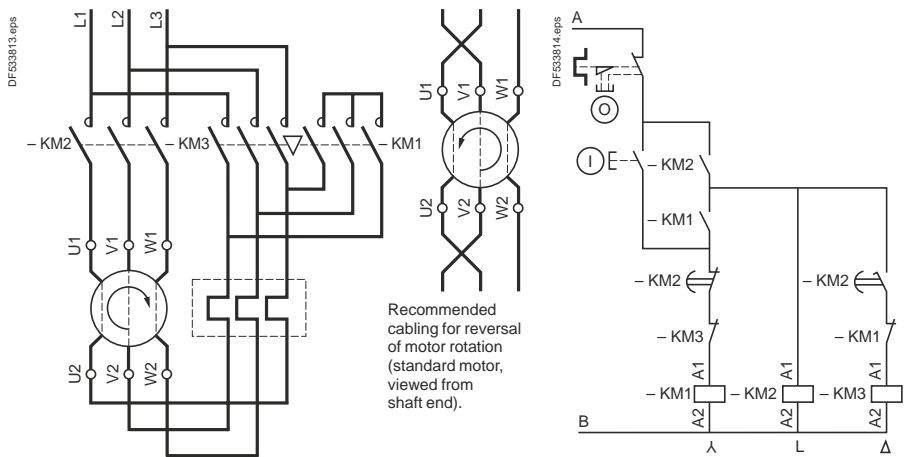 DF533813.eps
L1
L2
L3
– KM2
– KM3
– KM1
U1
V1
W1
U2
V2
W2
U1
V1
W1
U2
V2
W2
Recommended
cabling for reversal
of motor rotation
(standard motor,
viewed from
shaft end).
DF533814.eps
A
O
I
– KM2
– KM1
– KM2
– KM2
– KM3
– KM1
A1
A1
A1
– KM1
– KM2
– KM3
A2
A2
A2
B
L
Δ